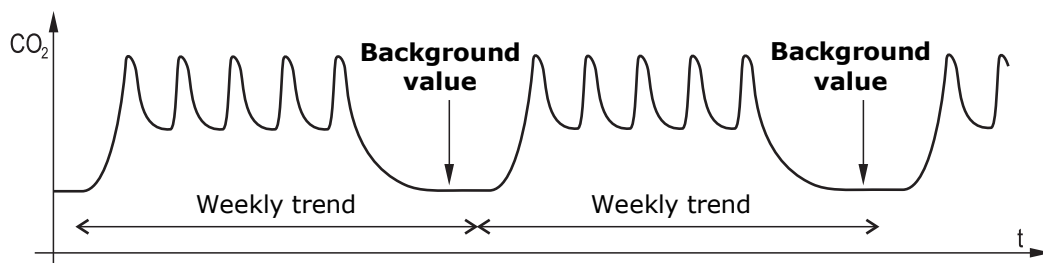 CO₂
Background
value
Background
value
Weekly trend
Weekly trend
t